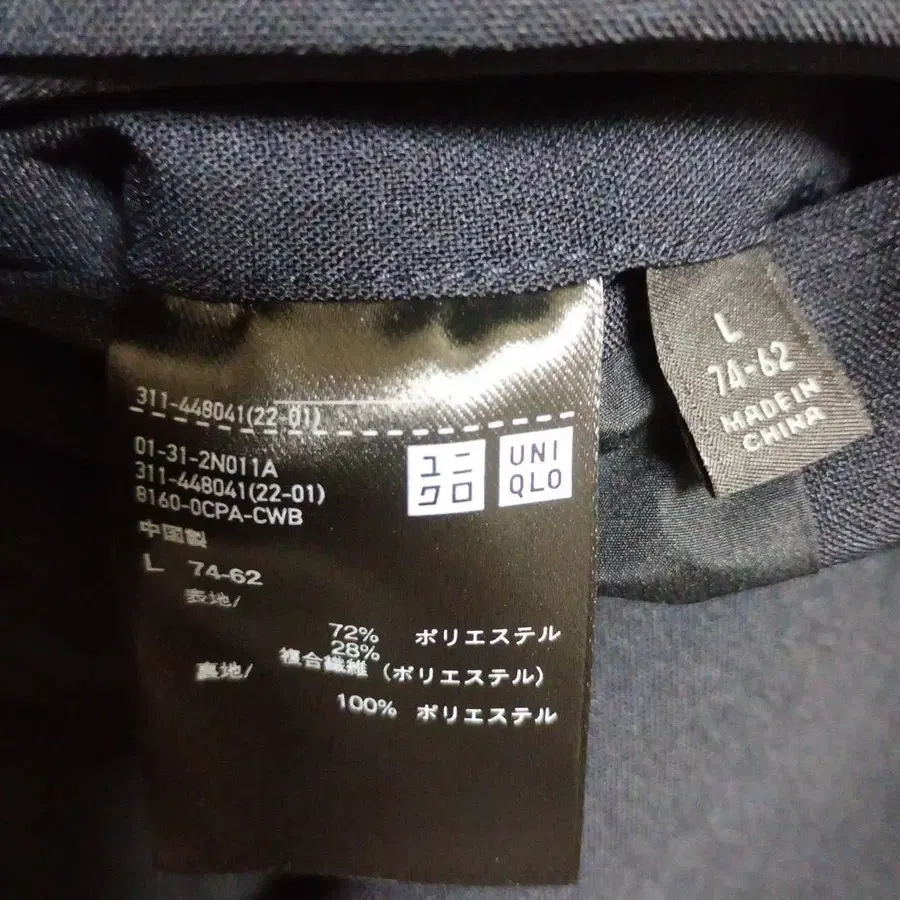 311-448041(22-01)
01-31-2N011A
311-448041(22-01)
8160-0CPA-CWB
中国製
L 74-62
表地/
72% ポリエステル
28%
複合繊維 (ポリエステル)
裏地/
100% ポリエステル
ユニ
クロ
UNI
QLO
L
74-62
MADE IN
CHINA